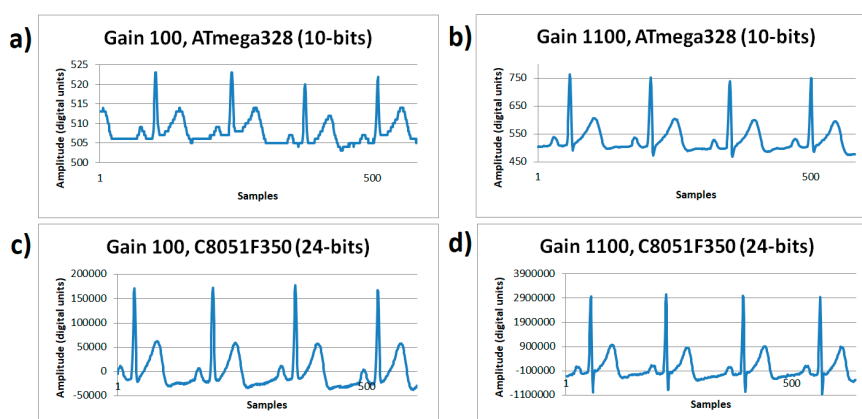 a)
Gain 100, ATmega328 (10-bits)
Amplitude (digital units)
525
520
515
510
505
500
1
500
Samples
b)
Gain 1100, ATmega328 (10-bits)
Amplitude (digital units)
750
650
550
450
1
500
Samples
c)
Gain 100, C8051F350 (24-bits)
Amplitude (digital units)
200000
150000
100000
50000
0
-50000
1
500
Samples
d)
Gain 1100, C8051F350 (24-bits)
Amplitude (digital units)
3900000
2900000
1900000
900000
-100000
-1100000
1
500
Samples